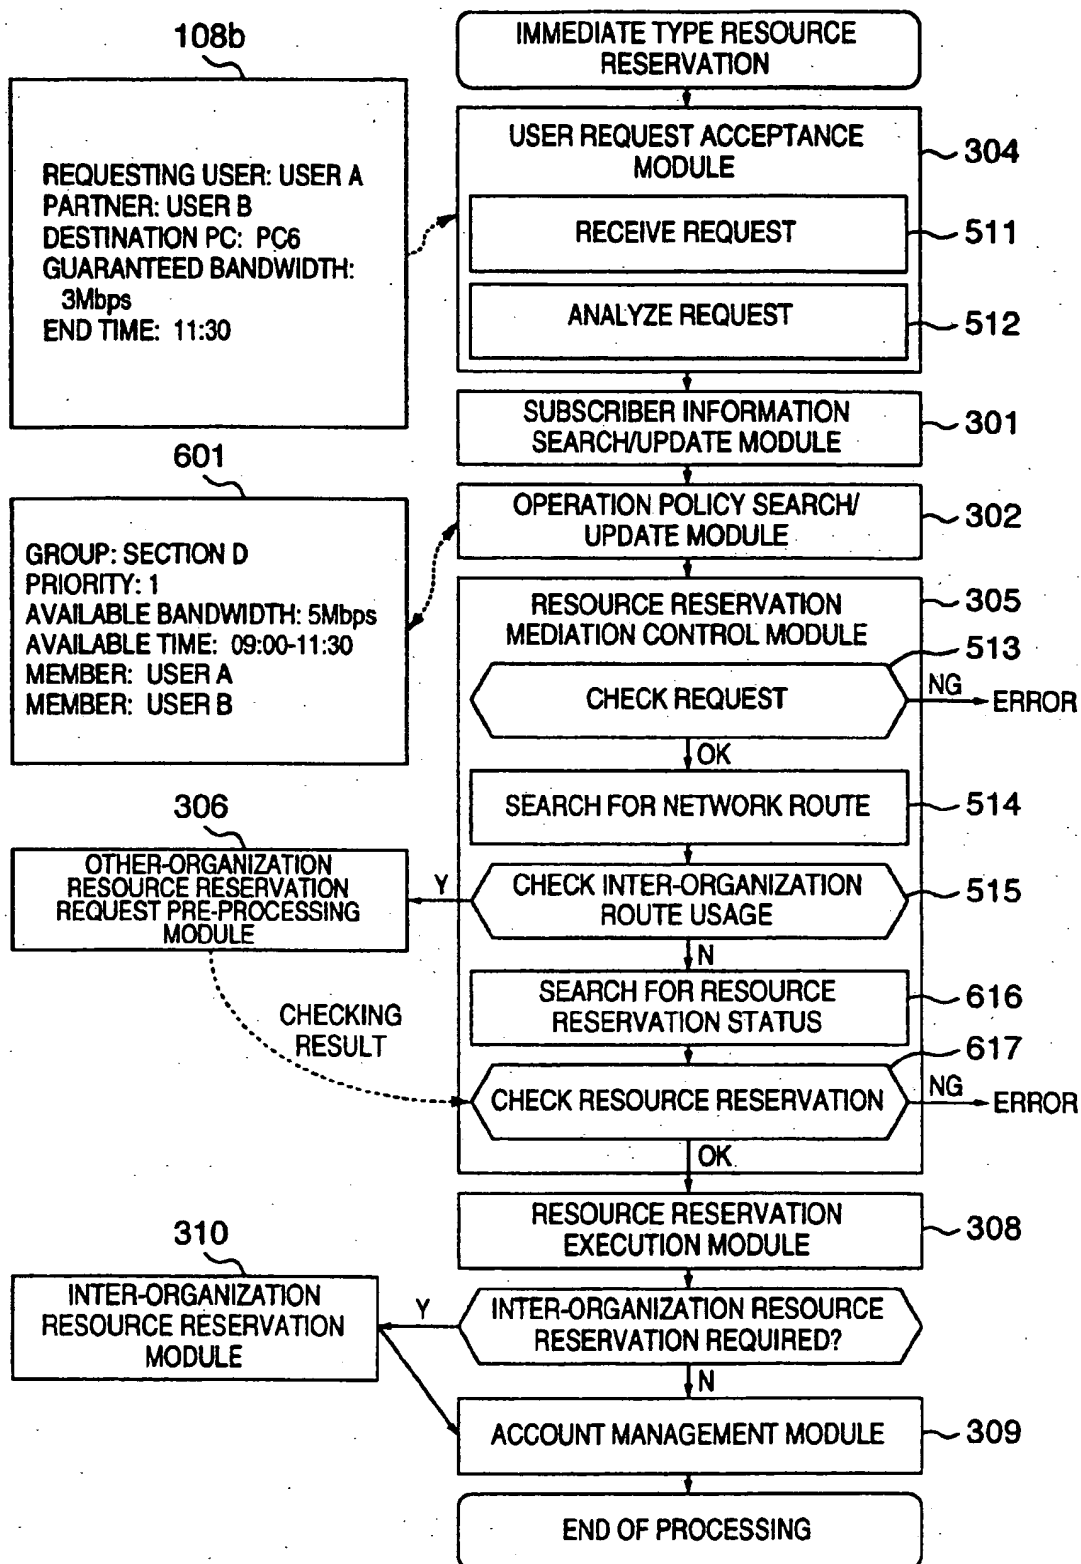 108b
REQUESTING USER: USER A
PARTNER: USER B
DESTINATION PC: PC6
GUARANTEED BANDWIDTH:
3Mbps
END TIME: 11:30
IMMEDIATE TYPE RESOURCE
RESERVATION
USER REQUEST ACCEPTANCE
MODULE
304
RECEIVE REQUEST
511
ANALYZE REQUEST
512
SUBSCRIBER INFORMATION
SEARCH/UPDATE MODULE
301
601
GROUP: SECTION D
PRIORITY: 1
AVAILABLE BANDWIDTH: 5Mbps
AVAILABLE TIME: 09:00-11:30
MEMBER: USER A
MEMBER: USER B
OPERATION POLICY SEARCH/
UPDATE MODULE
302
RESOURCE RESERVATION
MEDIATION CONTROL MODULE
305
513
CHECK REQUEST
NG
ERROR
OK
SEARCH FOR NETWORK ROUTE
514
306
OTHER-ORGANIZATION
RESOURCE RESERVATION
REQUEST PRE-PROCESSING
MODULE
Y
CHECK INTER-ORGANIZATION
ROUTE USAGE
515
N
CHECKING
RESULT
SEARCH FOR RESOURCE
RESERVATION STATUS
616
617
CHECK RESOURCE RESERVATION
NG
ERROR
OK
RESOURCE RESERVATION
EXECUTION MODULE
308
310
INTER-ORGANIZATION
RESOURCE RESERVATION
MODULE
Y
INTER-ORGANIZATION RESOURCE
RESERVATION REQUIRED?
N
ACCOUNT MANAGEMENT MODULE
309
END OF PROCESSING